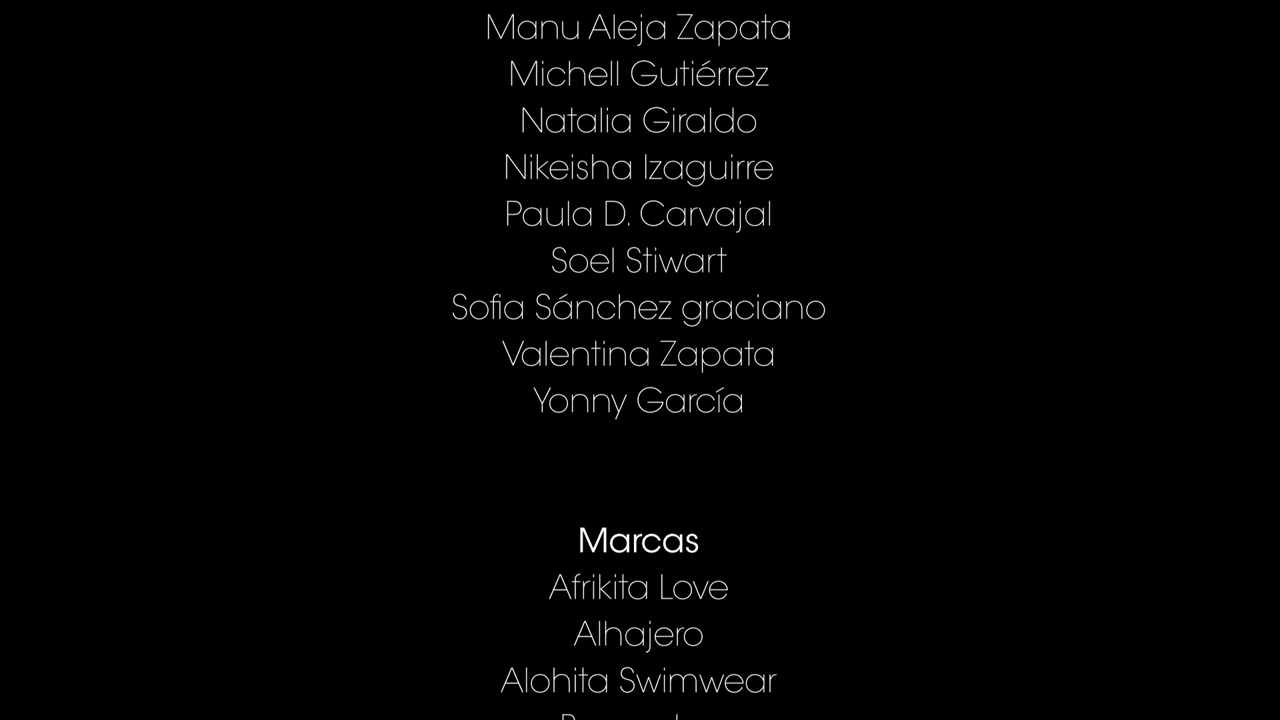 Manu Aleja Zapata
Michell Gutiérrez
Natalia Giraldo
Nikeisha Izaguirre
Paula D. Carvajal
Soel Stiwart
Sofia Sánchez graciano
Valentina Zapata
Yonny García
Marcas
Afrikita Love
Alhajero
Alohita Swimwear